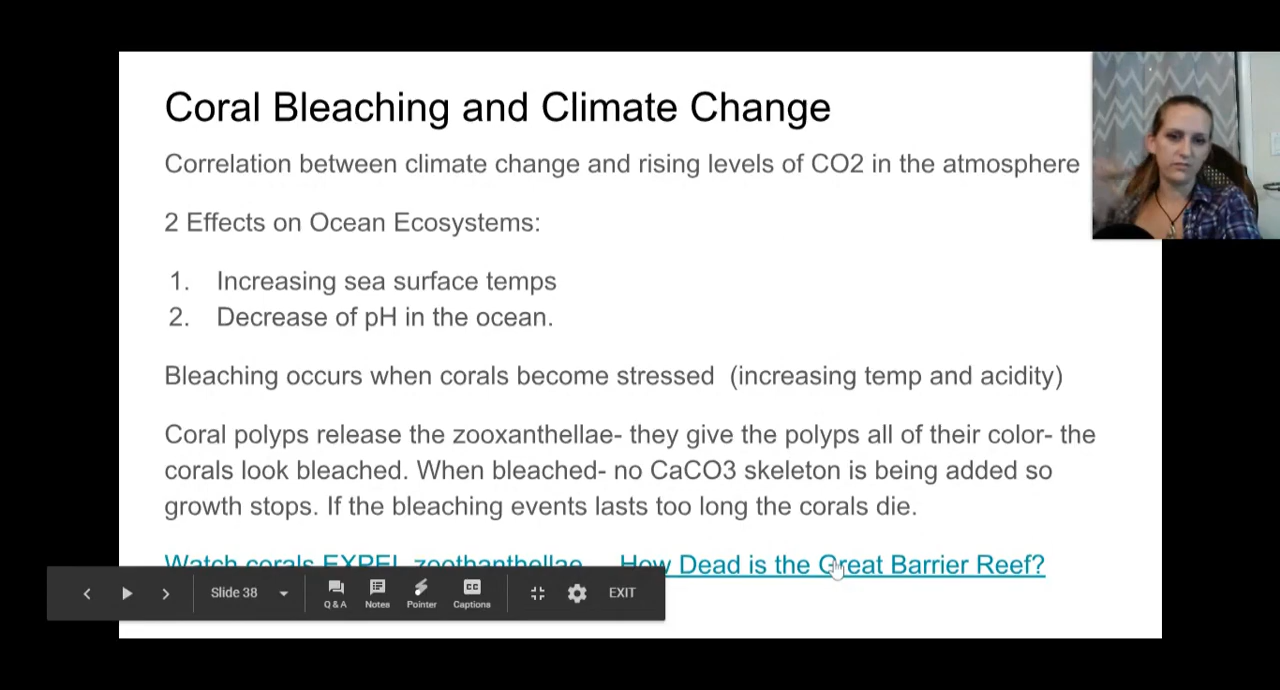 Coral Bleaching and Climate Change
Correlation between climate change and rising levels of CO2 in the atmosphere
2 Effects on Ocean Ecosystems:
1. Increasing sea surface temps
2. Decrease of pH in the ocean.
Bleaching occurs when corals become stressed (increasing temp and acidity)
Coral polyps release the zooxanthellae- they give the polyps all of their color- the
corals look bleached. When bleached- no CaCO3 skeleton is being added so
growth stops. If the bleaching events lasts too long the corals die.
Watch corals EXPEL zoothanthellae How Dead is the Great Barrier Reef?
Slide 38 Q&A Notes Pointer CC Captions EXIT